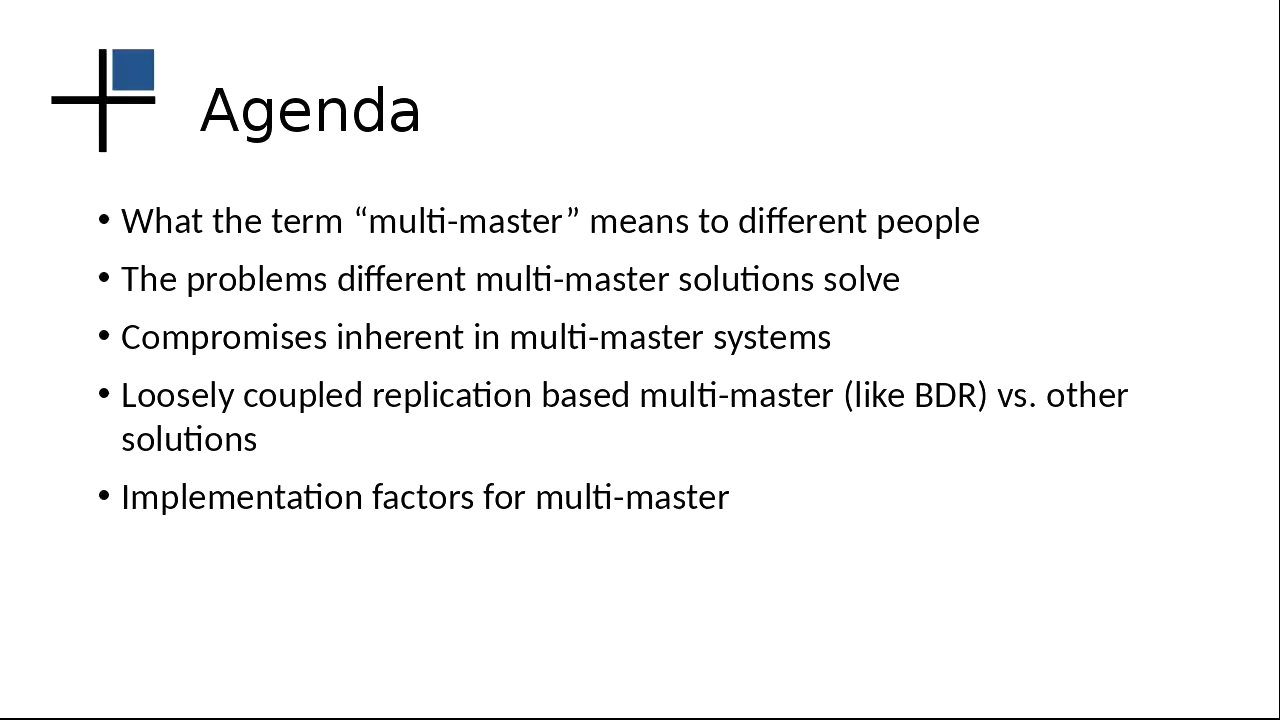 Agenda
• What the term “multi-master” means to different people
• The problems different multi-master solutions solve
• Compromises inherent in multi-master systems
• Loosely coupled replication based multi-master (like BDR) vs. other
solutions
• Implementation factors for multi-master